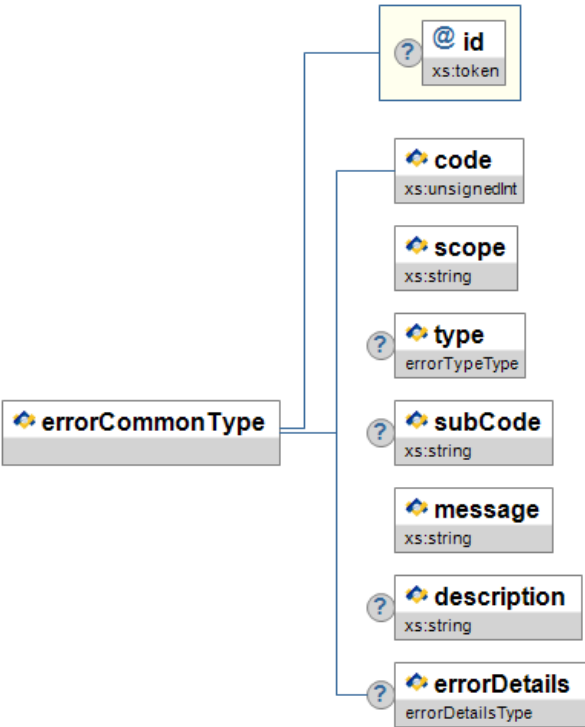 ? @ id
xs:token
code
xs:unsignedInt
scope
xs:string
? type
errorTypeType
errorCommonType
? subCode
xs:string
message
xs:string
? description
xs:string
? errorDetails
errorDetailsType